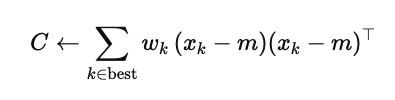 C ← ∑_{k∈best} w_k (x_k − m)(x_k − m)^⊤